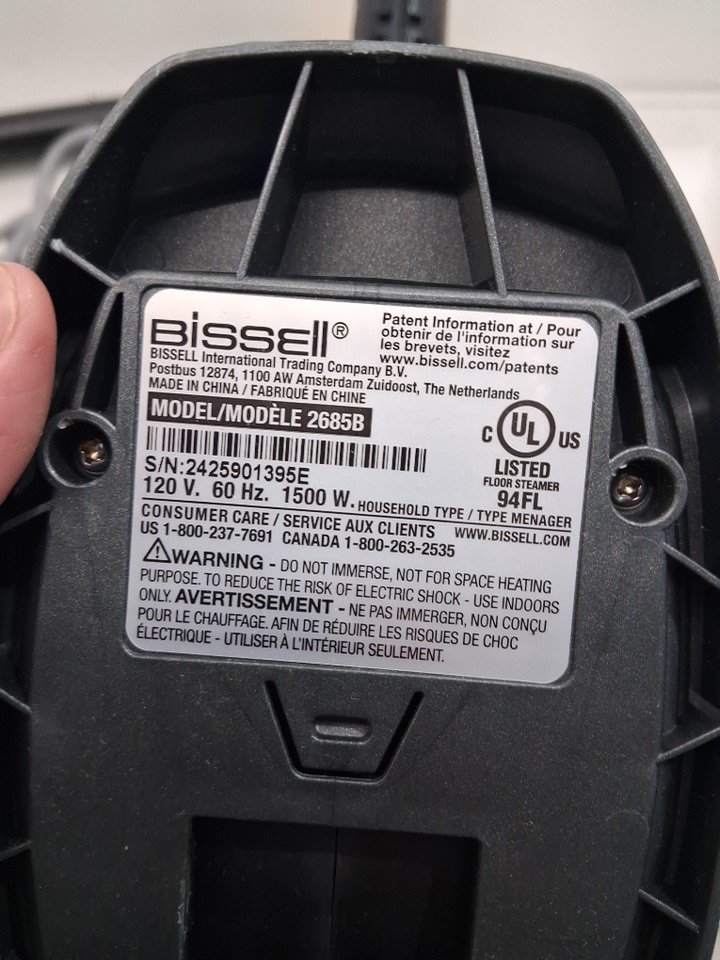 BISSELL®
Patent Information at / Pour
obtenir de l'information sur
les brevets, visitez
www.bissell.com/patents
BISSELL International Trading Company B.V.
Postbus 12874, 1100 AW Amsterdam Zuidoost, The Netherlands
MADE IN CHINA / FABRIQUÉ EN CHINE
MODEL/MODÈLE 2685B
S/N:2425901395E
120 V. 60 Hz. 1500 W.
C UL US
LISTED
FLOOR STEAMER
94FL
HOUSEHOLD TYPE / TYPE MENAGER
CONSUMER CARE / SERVICE AUX CLIENTS WWW.BISSELL.COM
US 1-800-237-7691 CANADA 1-800-263-2535
WARNING - DO NOT IMMERSE, NOT FOR SPACE HEATING
PURPOSE. TO REDUCE THE RISK OF ELECTRIC SHOCK - USE INDOORS
ONLY. AVERTISSEMENT - NE PAS IMMERGER, NON CONÇU
POUR LE CHAUFFAGE. AFIN DE RÉDUIRE LES RISQUES DE CHOC
ÉLECTRIQUE - UTILISER À L'INTÉRIEUR SEULEMENT.